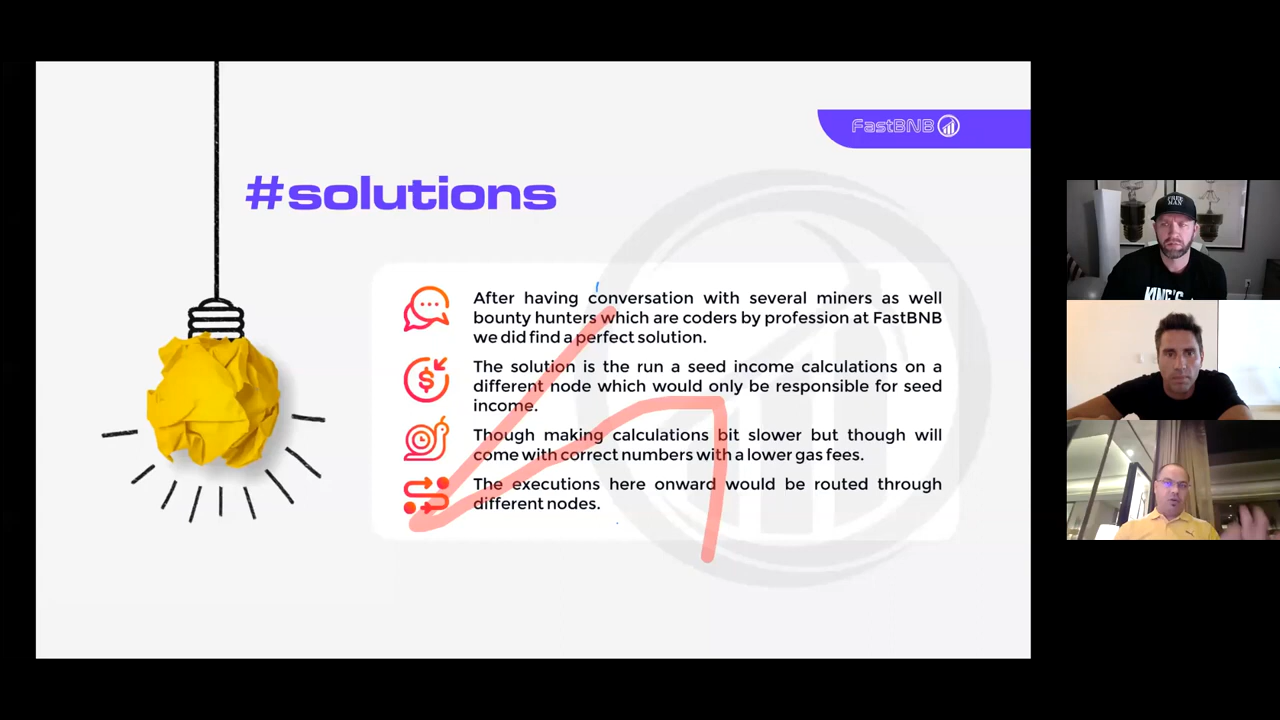 FastBNB
#solutions
After having conversation with several miners as well
bounty hunters which are coders by profession at FastBNB
we did find a perfect solution.
The solution is the run a seed income calculations on a
different node which would only be responsible for seed
income.
Though making calculations bit slower but though will
come with correct numbers with a lower gas fees.
The executions here onward would be routed through
different nodes.
FREE
MAN
KING'S